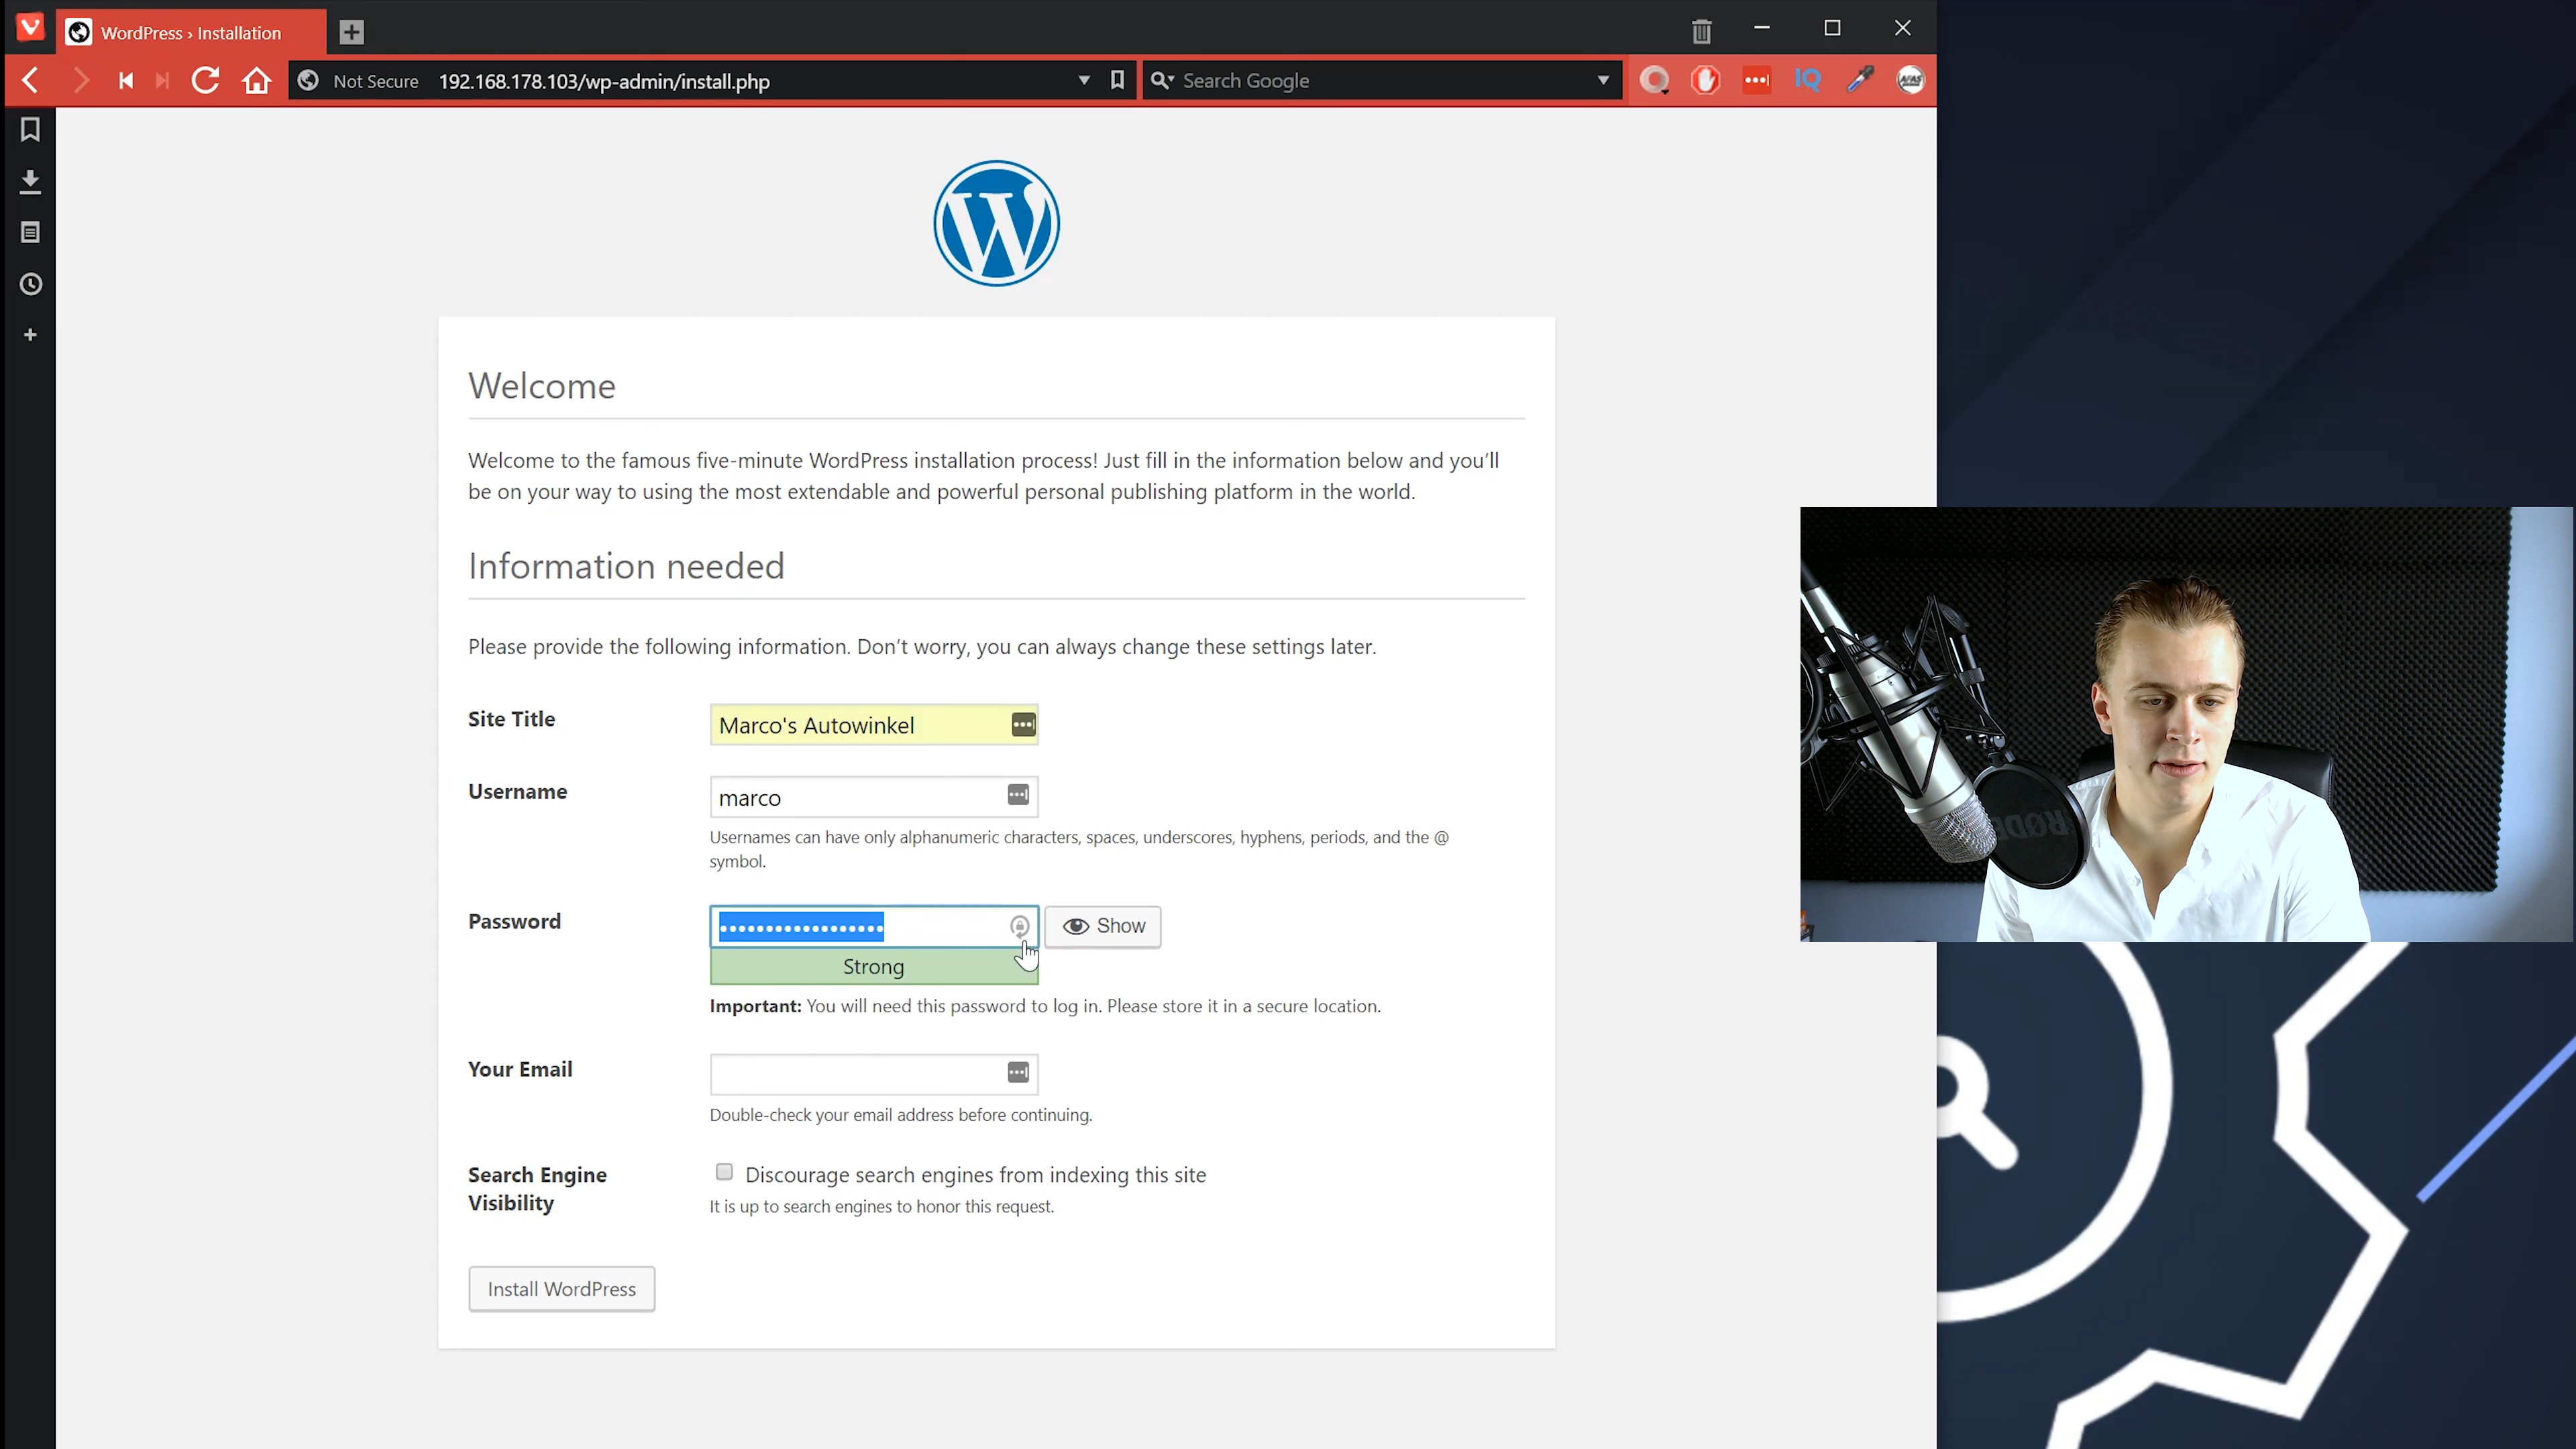 WordPress › Installation
Not Secure 192.168.178.103/wp-admin/install.php
Search Google
IQ
AFAS
Welcome
Welcome to the famous five-minute WordPress installation process! Just fill in the information below and you’ll
be on your way to using the most extendable and powerful personal publishing platform in the world.
Information needed
Please provide the following information. Don’t worry, you can always change these settings later.
Site Title
Marco's Autowinkel
Username
marco
Usernames can have only alphanumeric characters, spaces, underscores, hyphens, periods, and the @
symbol.
Password
Show
Strong
Important: You will need this password to log in. Please store it in a secure location.
Your Email
Double-check your email address before continuing.
Search Engine
Visibility
Discourage search engines from indexing this site
It is up to search engines to honor this request.
Install WordPress
RØDE